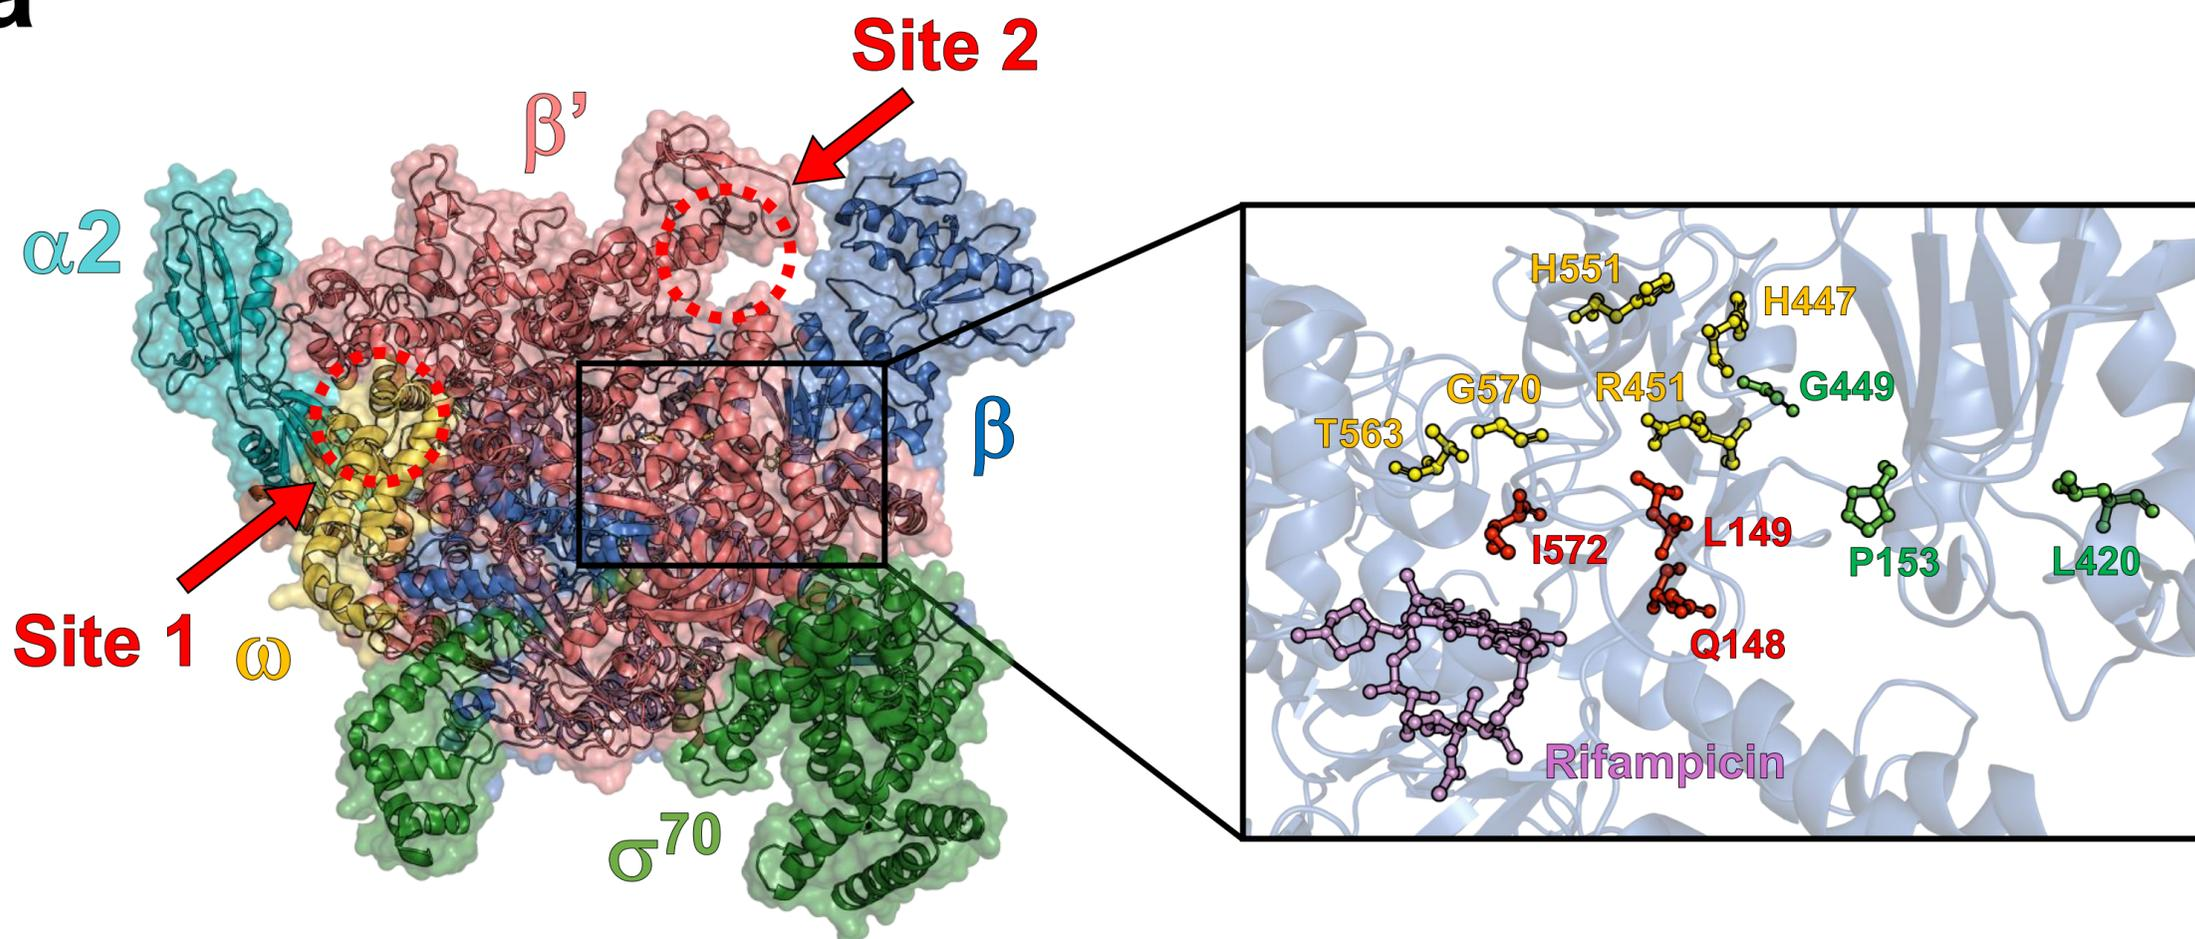 a
Site 2
β’
α2
β
Site 1
ω
σ70
H551
H447
G570
R451
G449
T563
I572
L149
P153
L420
Q148
Rifampicin